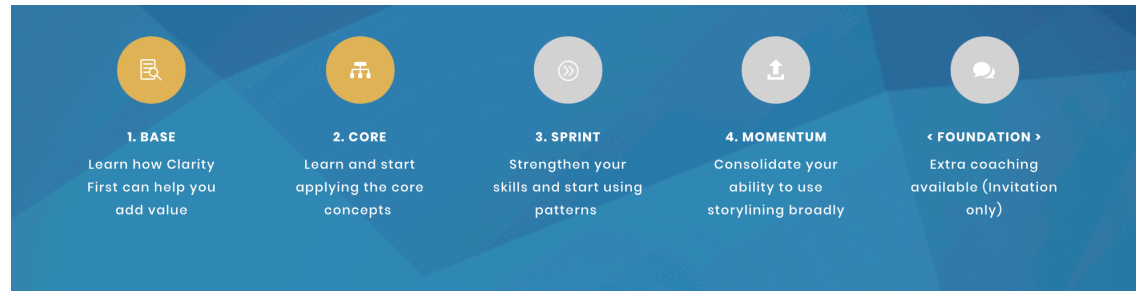 1. BASE
Learn how Clarity
First can help you
add value
2. CORE
Learn and start
applying the core
concepts
3. SPRINT
Strengthen your
skills and start using
patterns
4. MOMENTUM
Consolidate your
ability to use
storylining broadly
< FOUNDATION >
Extra coaching
available (Invitation
only)